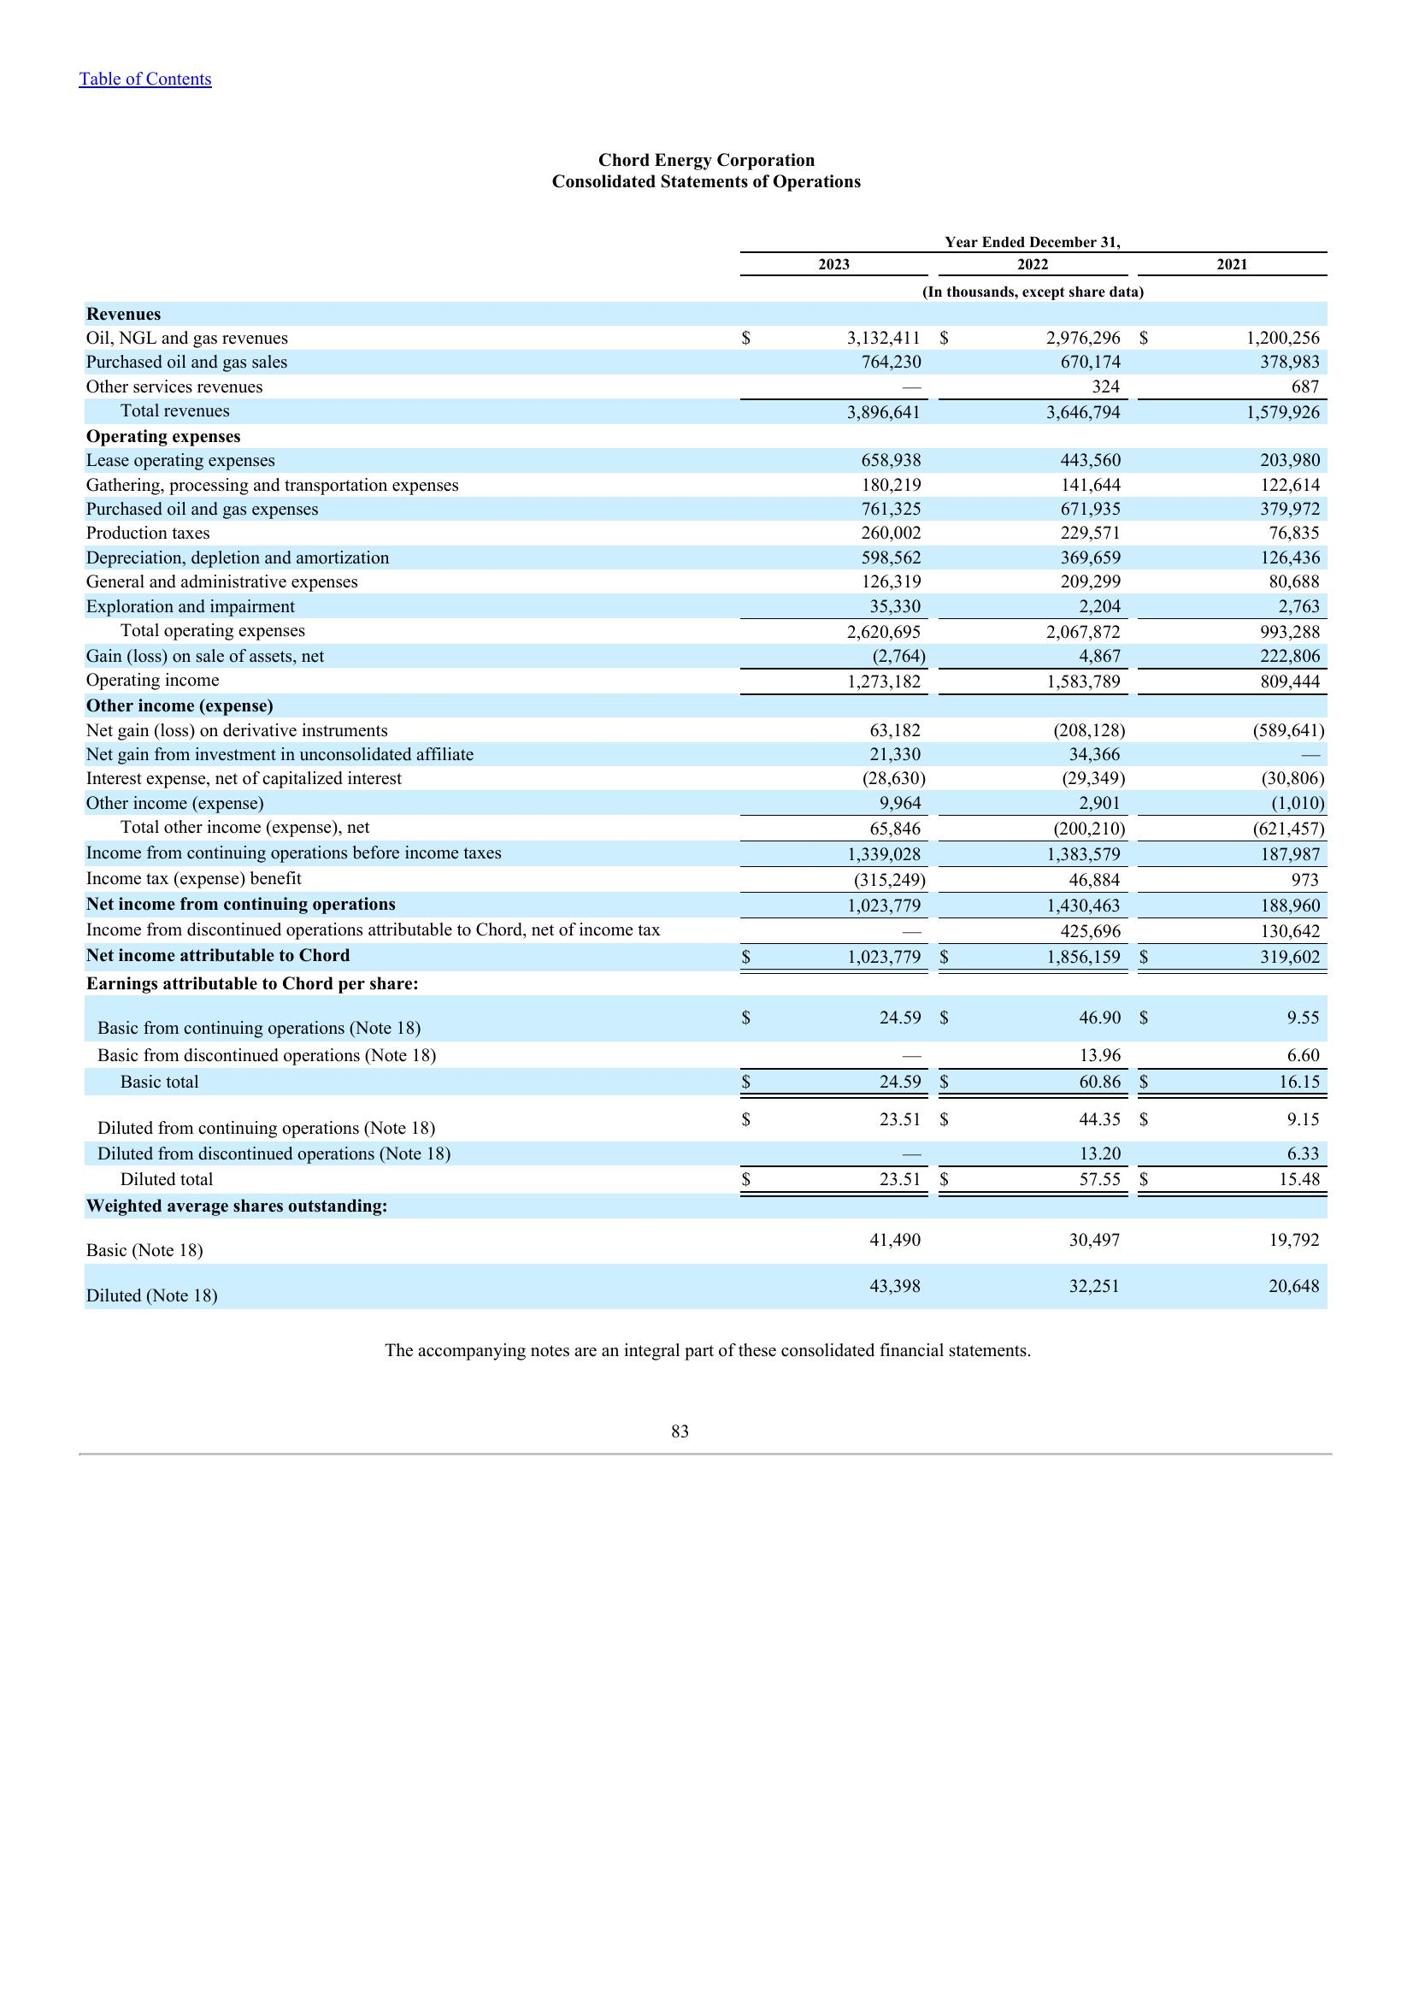 Table of Contents
Chord Energy Corporation
Consolidated Statements of Operations
Year Ended December 31,
2023 2022 2021
(In thousands, except share data)
Revenues
Oil, NGL and gas revenues $ 3,132,411 $ 2,976,296 $ 1,200,256
Purchased oil and gas sales 764,230 670,174 378,983
Other services revenues — 324 687
Total revenues 3,896,641 3,646,794 1,579,926
Operating expenses
Lease operating expenses 658,938 443,560 203,980
Gathering, processing and transportation expenses 180,219 141,644 122,614
Purchased oil and gas expenses 761,325 671,935 379,972
Production taxes 260,002 229,571 76,835
Depreciation, depletion and amortization 598,562 369,659 126,436
General and administrative expenses 126,319 209,299 80,688
Exploration and impairment 35,330 2,204 2,763
Total operating expenses 2,620,695 2,067,872 993,288
Gain (loss) on sale of assets, net (2,764) 4,867 222,806
Operating income 1,273,182 1,583,789 809,444
Other income (expense)
Net gain (loss) on derivative instruments 63,182 (208,128) (589,641)
Net gain from investment in unconsolidated affiliate 21,330 34,366 —
Interest expense, net of capitalized interest (28,630) (29,349) (30,806)
Other income (expense) 9,964 2,901 (1,010)
Total other income (expense), net 65,846 (200,210) (621,457)
Income from continuing operations before income taxes 1,339,028 1,383,579 187,987
Income tax (expense) benefit (315,249) 46,884 973
Net income from continuing operations 1,023,779 1,430,463 188,960
Income from discontinued operations attributable to Chord, net of income tax — 425,696 130,642
Net income attributable to Chord $ 1,023,779 $ 1,856,159 $ 319,602
Earnings attributable to Chord per share:
Basic from continuing operations (Note 18) $ 24.59 $ 46.90 $ 9.55
Basic from discontinued operations (Note 18) — 13.96 6.60
Basic total $ 24.59 $ 60.86 $ 16.15
Diluted from continuing operations (Note 18) $ 23.51 $ 44.35 $ 9.15
Diluted from discontinued operations (Note 18) — 13.20 6.33
Diluted total $ 23.51 $ 57.55 $ 15.48
Weighted average shares outstanding:
Basic (Note 18) 41,490 30,497 19,792
Diluted (Note 18) 43,398 32,251 20,648
The accompanying notes are an integral part of these consolidated financial statements.
83